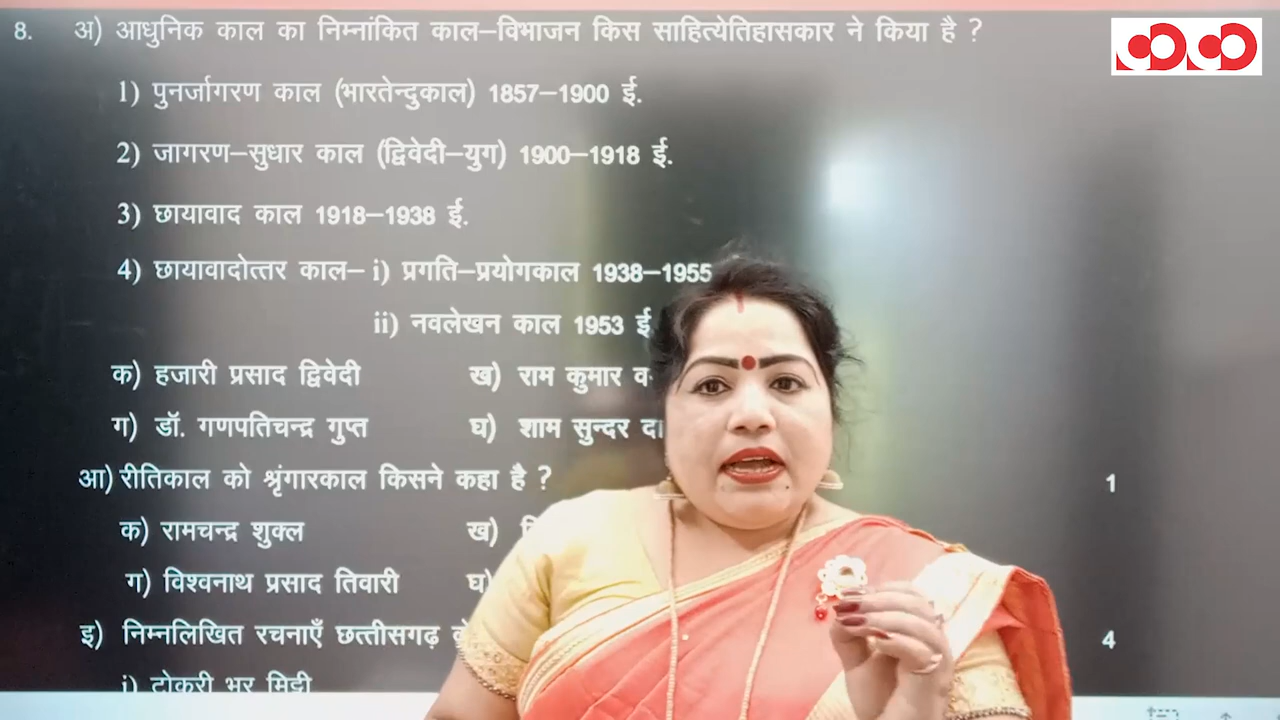 8. अ) आधुनिक काल का निम्नांकित काल–विभाजन किस साहित्येतिहासकार ने किया है ?
1) पुनर्जागरण काल (भारतेन्दुकाल) 1857–1900 ई.
2) जागरण–सुधार काल (द्विवेदी–युग) 1900–1918 ई.
3) छायावाद काल 1918–1938 ई.
4) छायावादोत्तर काल– i) प्रगति–प्रयोगकाल 1938–1955
ii) नवलेखन काल 1953 ई
क) हजारी प्रसाद द्विवेदी ख) राम कुमार
ग) डॉ. गणपतिचन्द्र गुप्त घ) शाम सुन्दर
आ) रीतिकाल को श्रृंगारकाल किसने कहा है ? 1
क) रामचन्द्र शुक्ल ख)
ग) विश्वनाथ प्रसाद तिवारी घ)
इ) निम्नलिखित रचनाएँ छत्तीसगढ़ 4
i) टोकरी भर मिट्टी